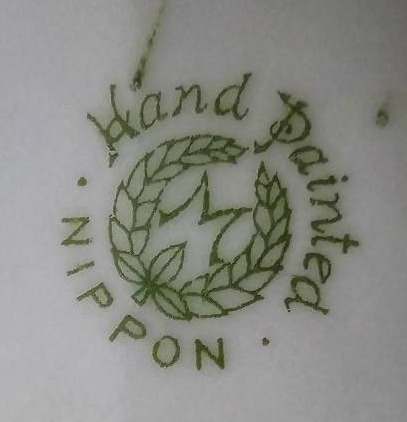 Hand Painted
· NIPPON ·